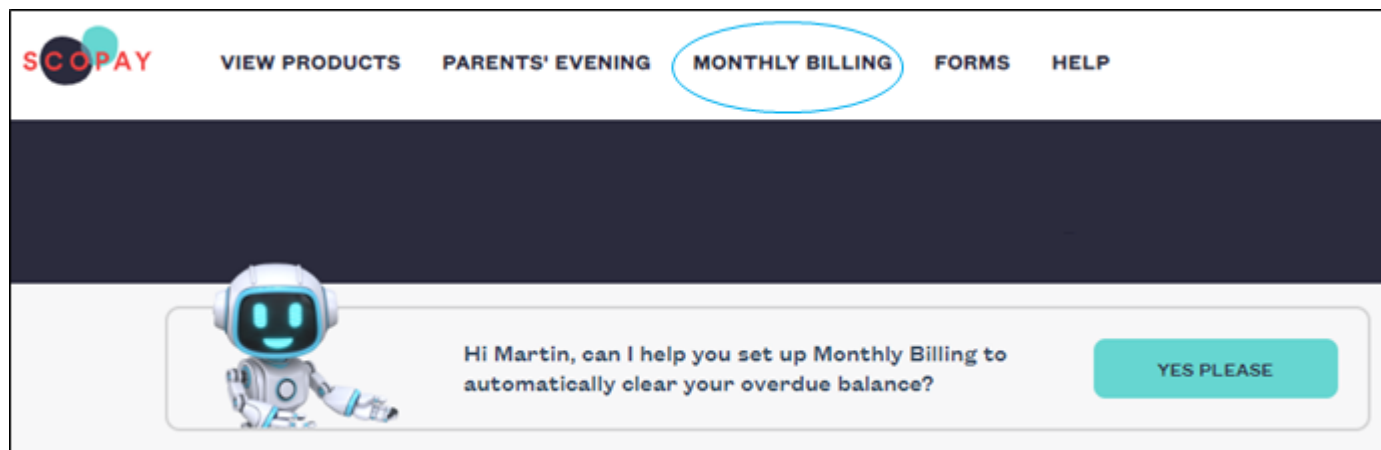 SCOPAY VIEW PRODUCTS PARENTS' EVENING MONTHLY BILLING FORMS HELP
Hi Martin, can I help you set up Monthly Billing to
automatically clear your overdue balance?
YES PLEASE